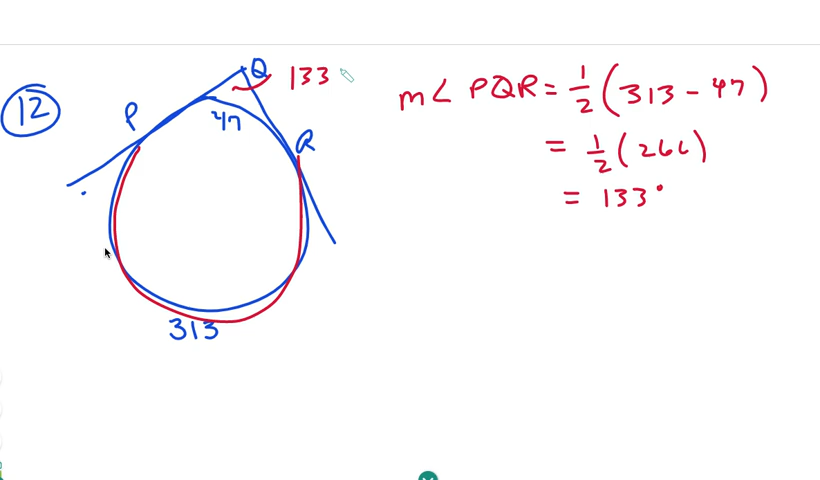 12
P
Q
133
47
R
313
m∠ PQR = 1/2 (313 - 47)
= 1/2 (266)
= 133°